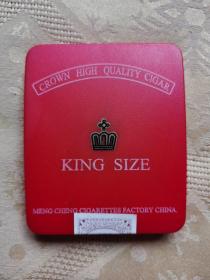 CROWN HIGH QUALITY CIGAR
KING SIZE
MENG CHENG CIGARETTES FACTORY CHINA.